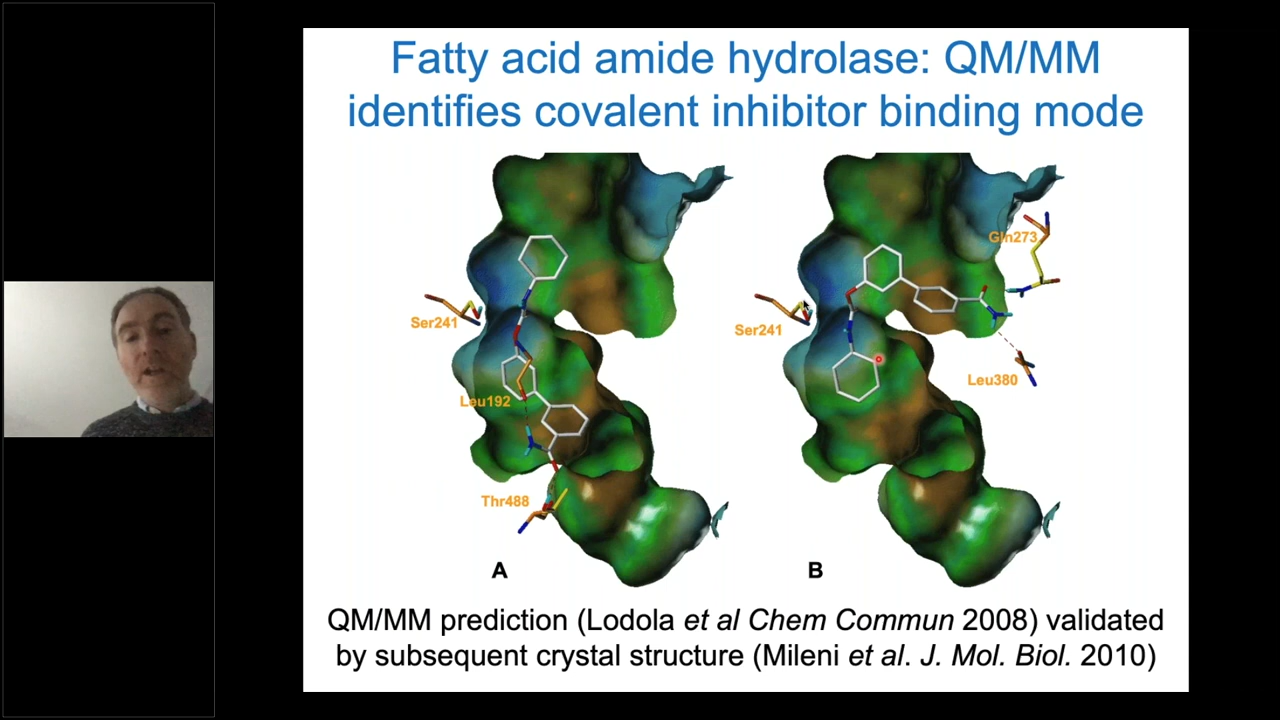 Fatty acid amide hydrolase: QM/MM
identifies covalent inhibitor binding mode
Gln273
Ser241
Ser241
Leu380
Leu192
Thr488
A
B
QM/MM prediction (Lodola et al Chem Commun 2008) validated
by subsequent crystal structure (Mileni et al. J. Mol. Biol. 2010)